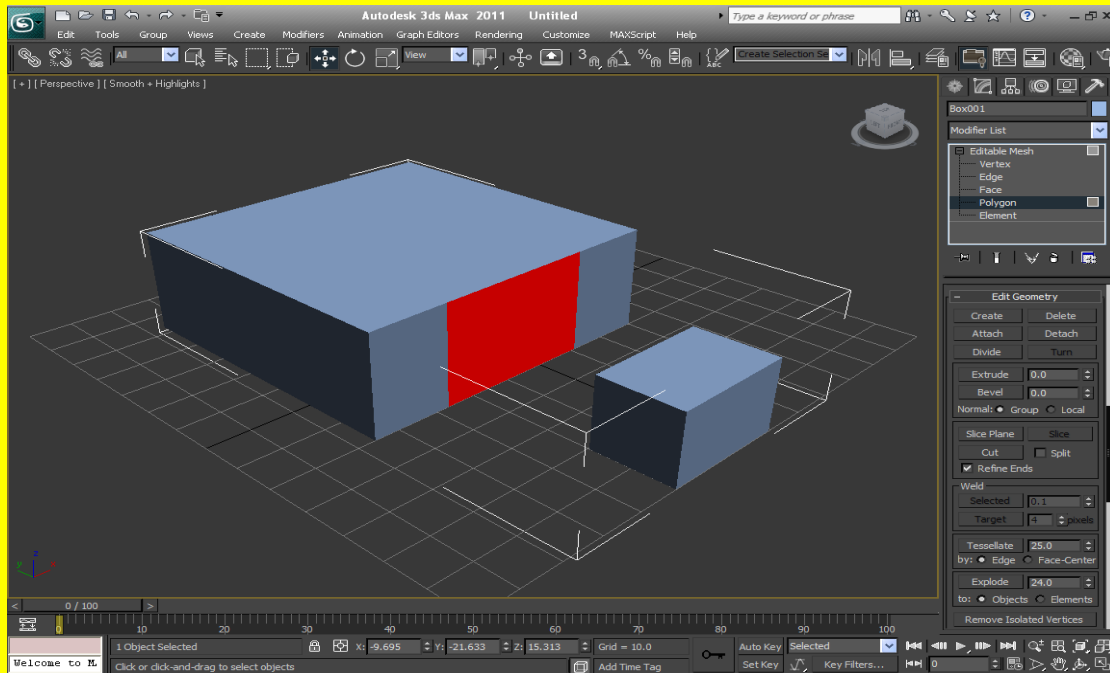 Autodesk 3ds Max 2011 Untitled
Type a keyword or phrase
Edit Tools Group Views Create Modifiers Animation Graph Editors Rendering Customize MAXScript Help
All
View
3
ABC
Create Selection Se
[ + ] [ Perspective ] [ Smooth + Highlights ]
Box001
Modifier List
Editable Mesh
Vertex
Edge
Face
Polygon
Element
Edit Geometry
Create Delete
Attach Detach
Divide Turn
Extrude 0.0
Bevel 0.0
Normal: Group Local
Slice Plane Slice
Cut Split
Refine Ends
Weld
Selected 0.1
Target 4 pixels
Tessellate 25.0
by: Edge Face-Center
Explode 24.0
to: Objects Elements
Remove Isolated Vertices
z
y x
< 0 / 100 >
0 10 20 30 40 50 60 70 80 90 100
1 Object Selected X: -9.695 Y: -21.633 Z: 15.313 Grid = 10.0 Auto Key Selected
Welcome to M. Click or click-and-drag to select objects Add Time Tag Set Key Key Filters... 0